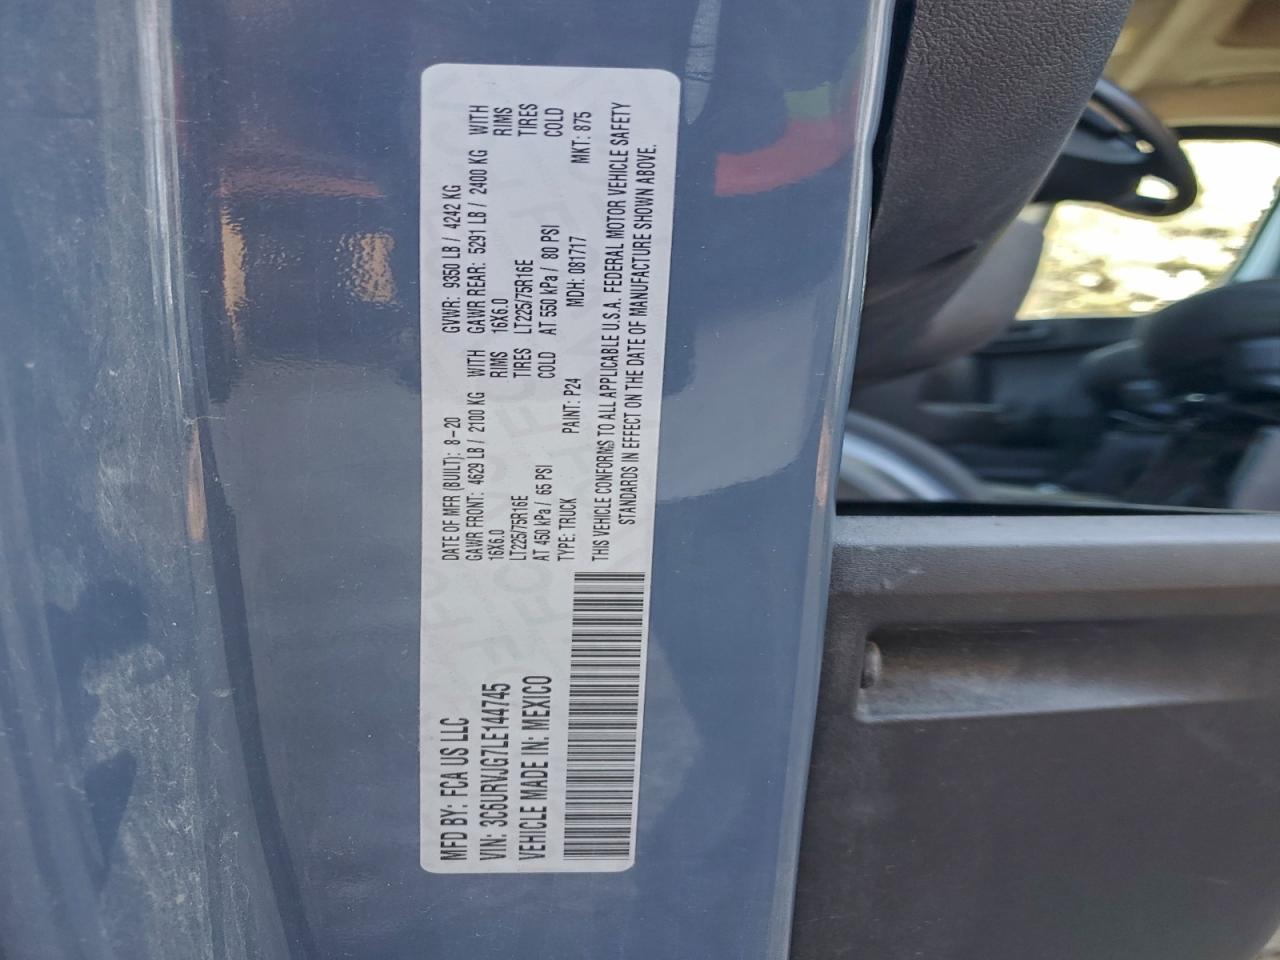 MFD BY: FCA US LLC
VIN: 3C6URVJG7LE144745
VEHICLE MADE IN: MEXICO
DATE OF MFR (BUILT): 8-20 GVWR: 9350 LB / 4242 KG
GAWR FRONT: 4629 LB / 2100 KG WITH GAWR REAR: 5291 LB / 2400 KG WITH
16X6.0 RIMS 16X6.0 RIMS
LT225/75R16E TIRES LT225/75R16E TIRES
AT 450 kPa / 65 PSI COLD AT 550 kPa / 80 PSI COLD
TYPE: TRUCK PAINT: P24 MDH: 081717 MKT: 875
THIS VEHICLE CONFORMS TO ALL APPLICABLE U.S.A. FEDERAL MOTOR VEHICLE SAFETY
STANDARDS IN EFFECT ON THE DATE OF MANUFACTURE SHOWN ABOVE.